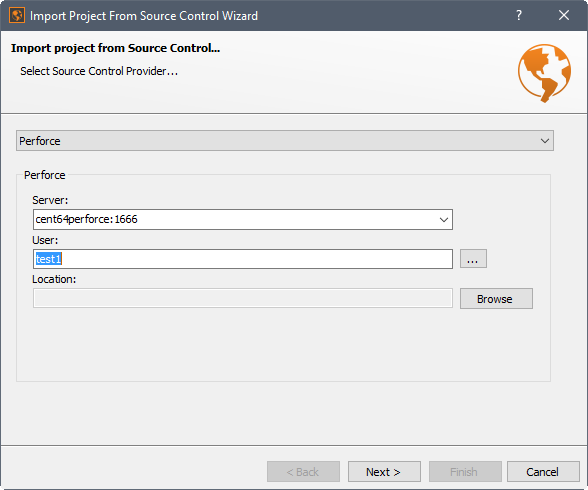 Import Project From Source Control Wizard
?
Import project from Source Control...
Select Source Control Provider...
Perforce
Perforce
Server:
cent64perforce:1666
User:
test1
...
Location:
Browse
< Back Next > Finish Cancel